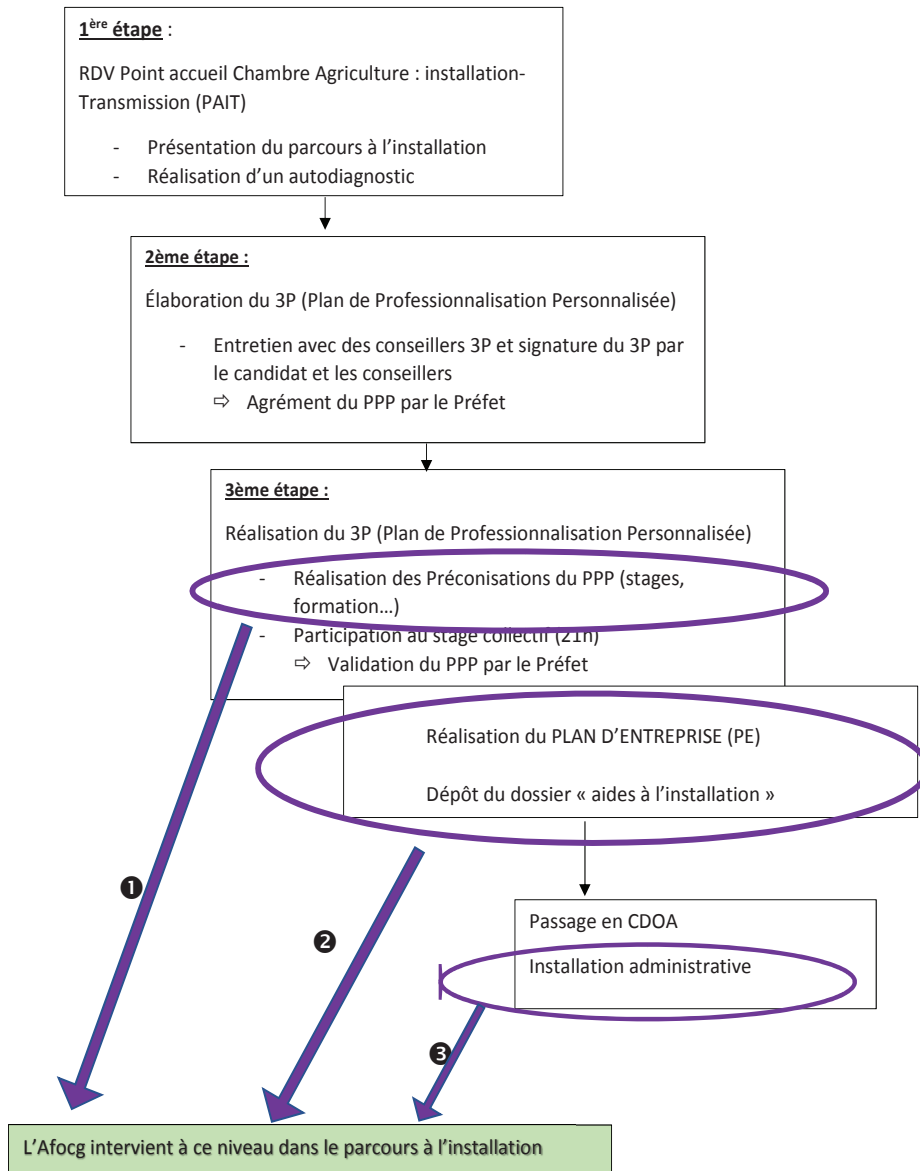 1ère étape :
RDV Point accueil Chambre Agriculture : installation-
Transmission (PAIT)
- Présentation du parcours à l'installation
- Réalisation d'un autodiagnostic
2ème étape :
Élaboration du 3P (Plan de Professionnalisation Personnalisée)
- Entretien avec des conseillers 3P et signature du 3P par
le candidat et les conseillers
⇨ Agrément du PPP par le Préfet
3ème étape :
Réalisation du 3P (Plan de Professionnalisation Personnalisée)
- Réalisation des Préconisations du PPP (stages,
formation…)
- Participation au stage collectif (21h)
⇨ Validation du PPP par le Préfet
Réalisation du PLAN D'ENTREPRISE (PE)
Dépôt du dossier « aides à l'installation »
❶
❷
Passage en CDOA
Installation administrative
❸
L'Afocg intervient à ce niveau dans le parcours à l'installation